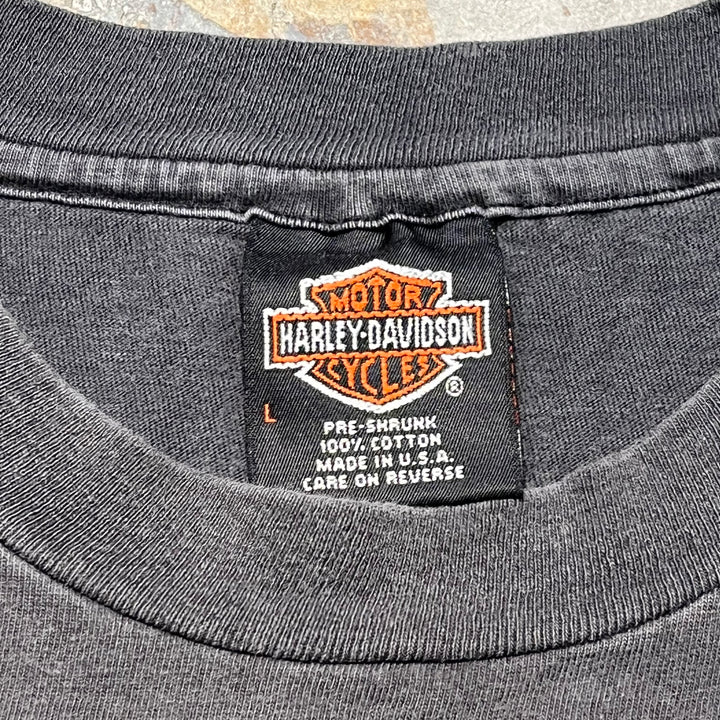 MOTOR
HARLEY-DAVIDSON
CYCLES
®
L
PRE-SHRUNK
100% COTTON
MADE IN U.S.A.
CARE ON REVERSE